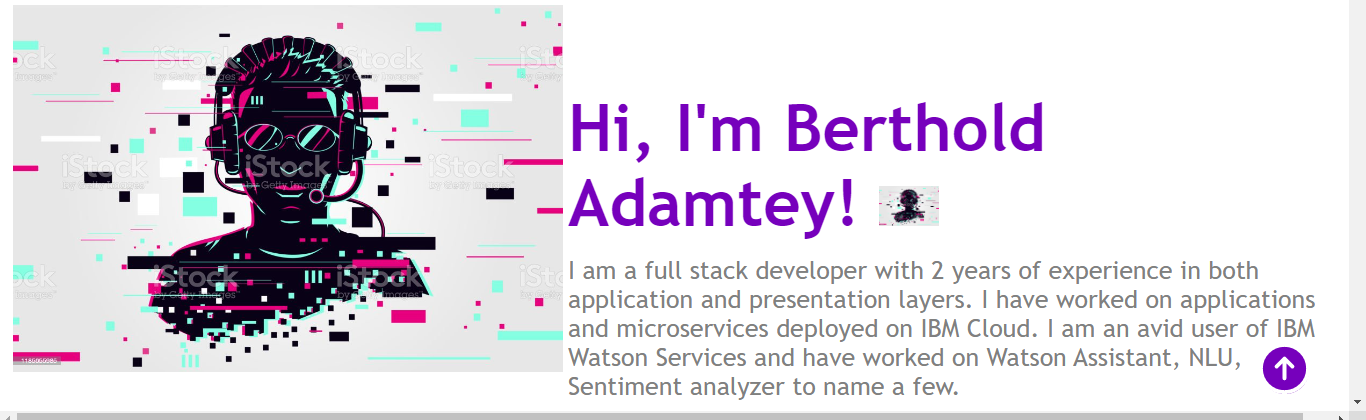 Hi, I'm Berthold
Adamtey!
I am a full stack developer with 2 years of experience in both
application and presentation layers. I have worked on applications
and microservices deployed on IBM Cloud. I am an avid user of IBM
Watson Services and have worked on Watson Assistant, NLU,
Sentiment analyzer to name a few.
iStock
by Getty Images™